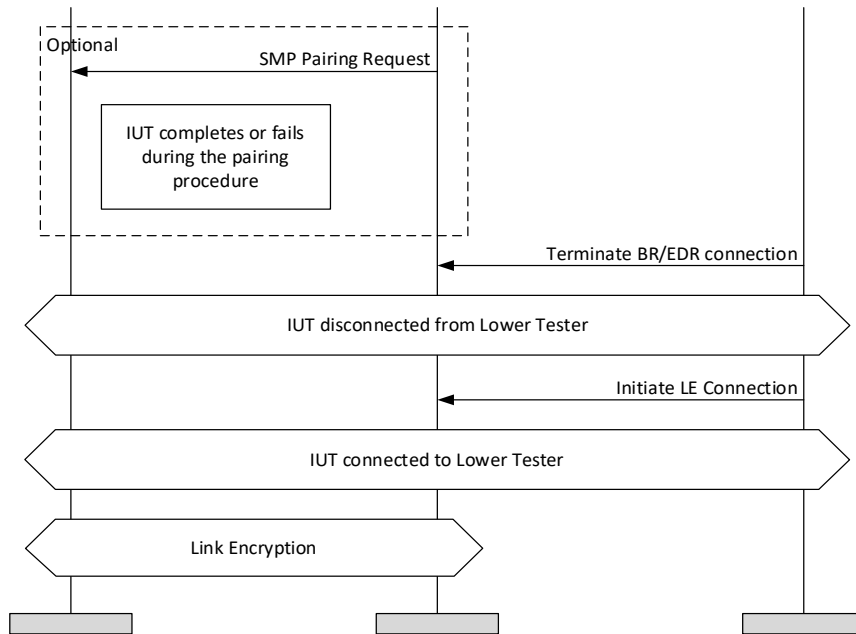 Optional
SMP Pairing Request
IUT completes or fails
during the pairing
procedure
Terminate BR/EDR connection
IUT disconnected from Lower Tester
Initiate LE Connection
IUT connected to Lower Tester
Link Encryption